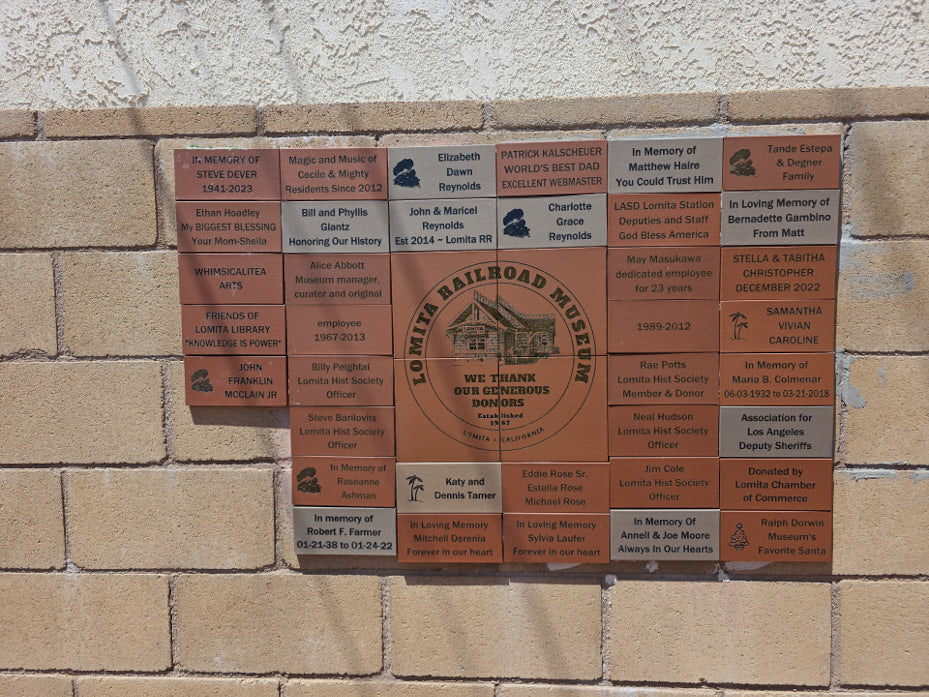 IN MEMORY OF
STEVE DEVER
1941-2023
Magic and Music of
Cecile & Mighty
Residents Since 2012
Elizabeth
Dawn
Reynolds
PATRICK KALSCHEUER
WORLD'S BEST DAD
EXCELLENT WEBMASTER
In Memory of
Matthew Haire
You Could Trust Him
Tande Estepa
& Degner
Family
Ethan Hoadley
My BIGGEST BLESSING
Your Mom-Sheila
Bill and Phyllis
Glantz
Honoring Our History
John & Maricel
Reynolds
Est 2014 ~ Lomita RR
Charlotte
Grace
Reynolds
LASD Lomita Station
Deputies and Staff
God Bless America
In Loving Memory of
Bernadette Gambino
From Matt
WHIMSICALITEA
ARTS
Alice Abbott
Museum manager,
curator and original
employee
1967-2013
May Masukawa
dedicated employee
for 23 years
1989-2012
STELLA & TABITHA
CHRISTOPHER
DECEMBER 2022
FRIENDS OF
LOMITA LIBRARY
"KNOWLEDGE IS POWER"
SAMANTHA
VIVIAN
CAROLINE
LOMITA RAILROAD MUSEUM
LOMITA
WE THANK
OUR GENEROUS
DONORS
Established
1967
LOMITA • CALIFORNIA
JOHN
FRANKLIN
MCCLAIN JR
Billy Peightal
Lomita Hist Society
Officer
Rae Potts
Lomita Hist Society
Member & Donor
In Memory of
Maria B. Colmenar
06-03-1932 to 03-21-2018
Steve Barilovits
Lomita Hist Society
Officer
Neal Hudson
Lomita Hist Society
Officer
Association for
Los Angeles
Deputy Sheriffs
In Memory of
Roseanne
Ashman
Katy and
Dennis Tamer
Eddie Rose Sr.
Estella Rose
Michael Rose
Jim Cole
Lomita Hist Society
Officer
Donated by
Lomita Chamber
of Commerce
In memory of
Robert F. Farmer
01-21-38 to 01-24-22
In Loving Memory
Mitchell Derenia
Forever in our heart
In Loving Memory
Sylvia Laufer
Forever in our heart
In Memory Of
Annell & Joe Moore
Always In Our Hearts
Ralph Dorwin
Museum's
Favorite Santa